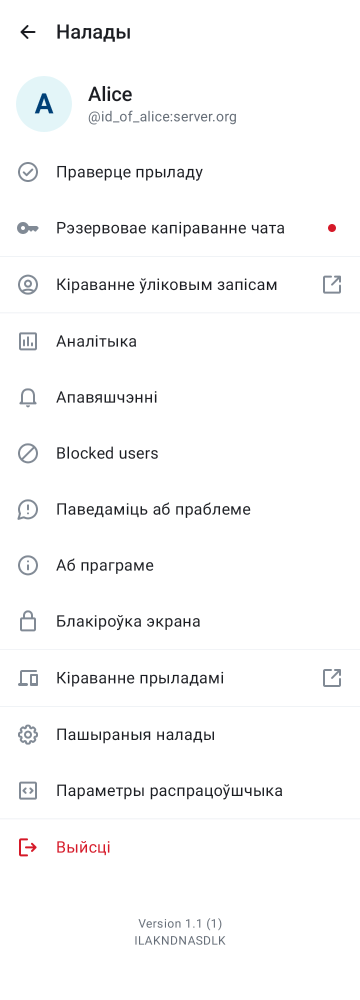 Налады
A
Alice
@id_of_alice:server.org
Праверце прыладу
Рэзервовае капіраванне чата
Кіраванне ўліковым запісам
Аналітыка
Апавяшчэнні
Blocked users
Паведаміць аб праблеме
Аб праграме
Блакіроўка экрана
Кіраванне прыладамі
Пашыраныя налады
Параметры распрацоўшчыка
Выйсці
Version 1.1 (1)
ILAKNDNASDLK